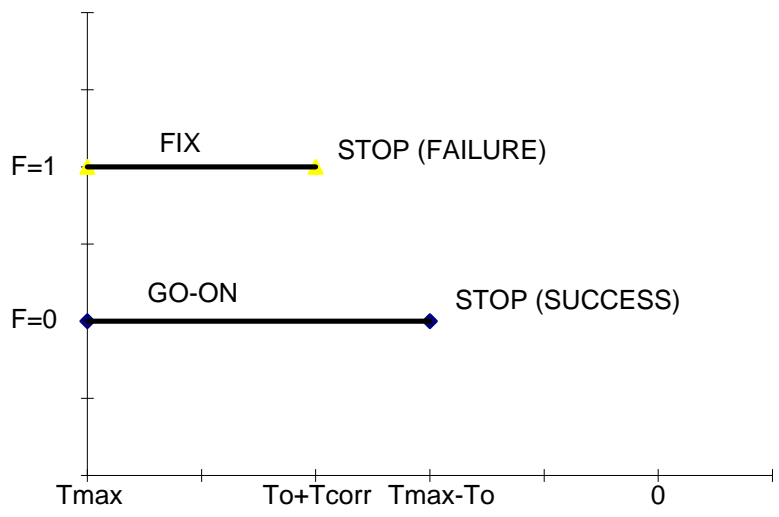 FIX
STOP (FAILURE)
F=1
GO-ON
STOP (SUCCESS)
F=0
Tmax
To+Tcorr
Tmax-To
0